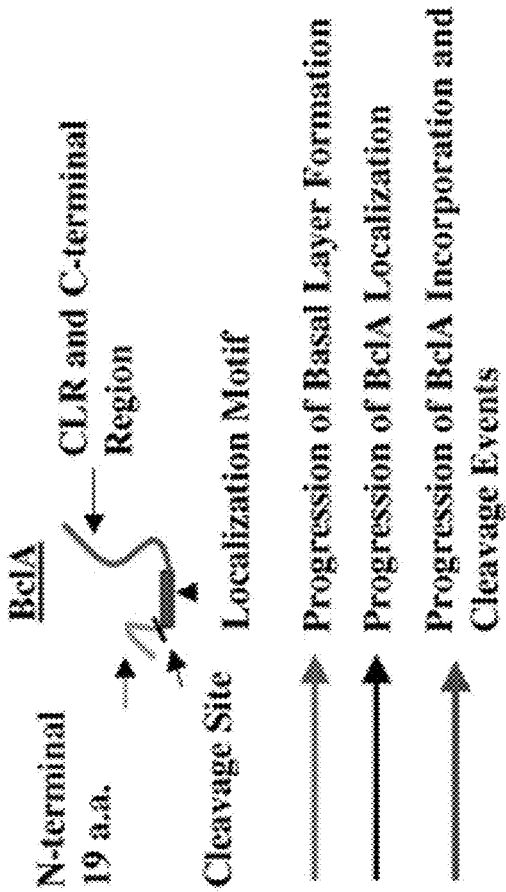 BclA
N-terminal
19 a.a.
CLR and C-terminal
Region
Cleavage Site
Localization Motif
Progression of Basal Layer Formation
Progression of BclA Localization
Progression of BclA Incorporation and
Cleavage Events